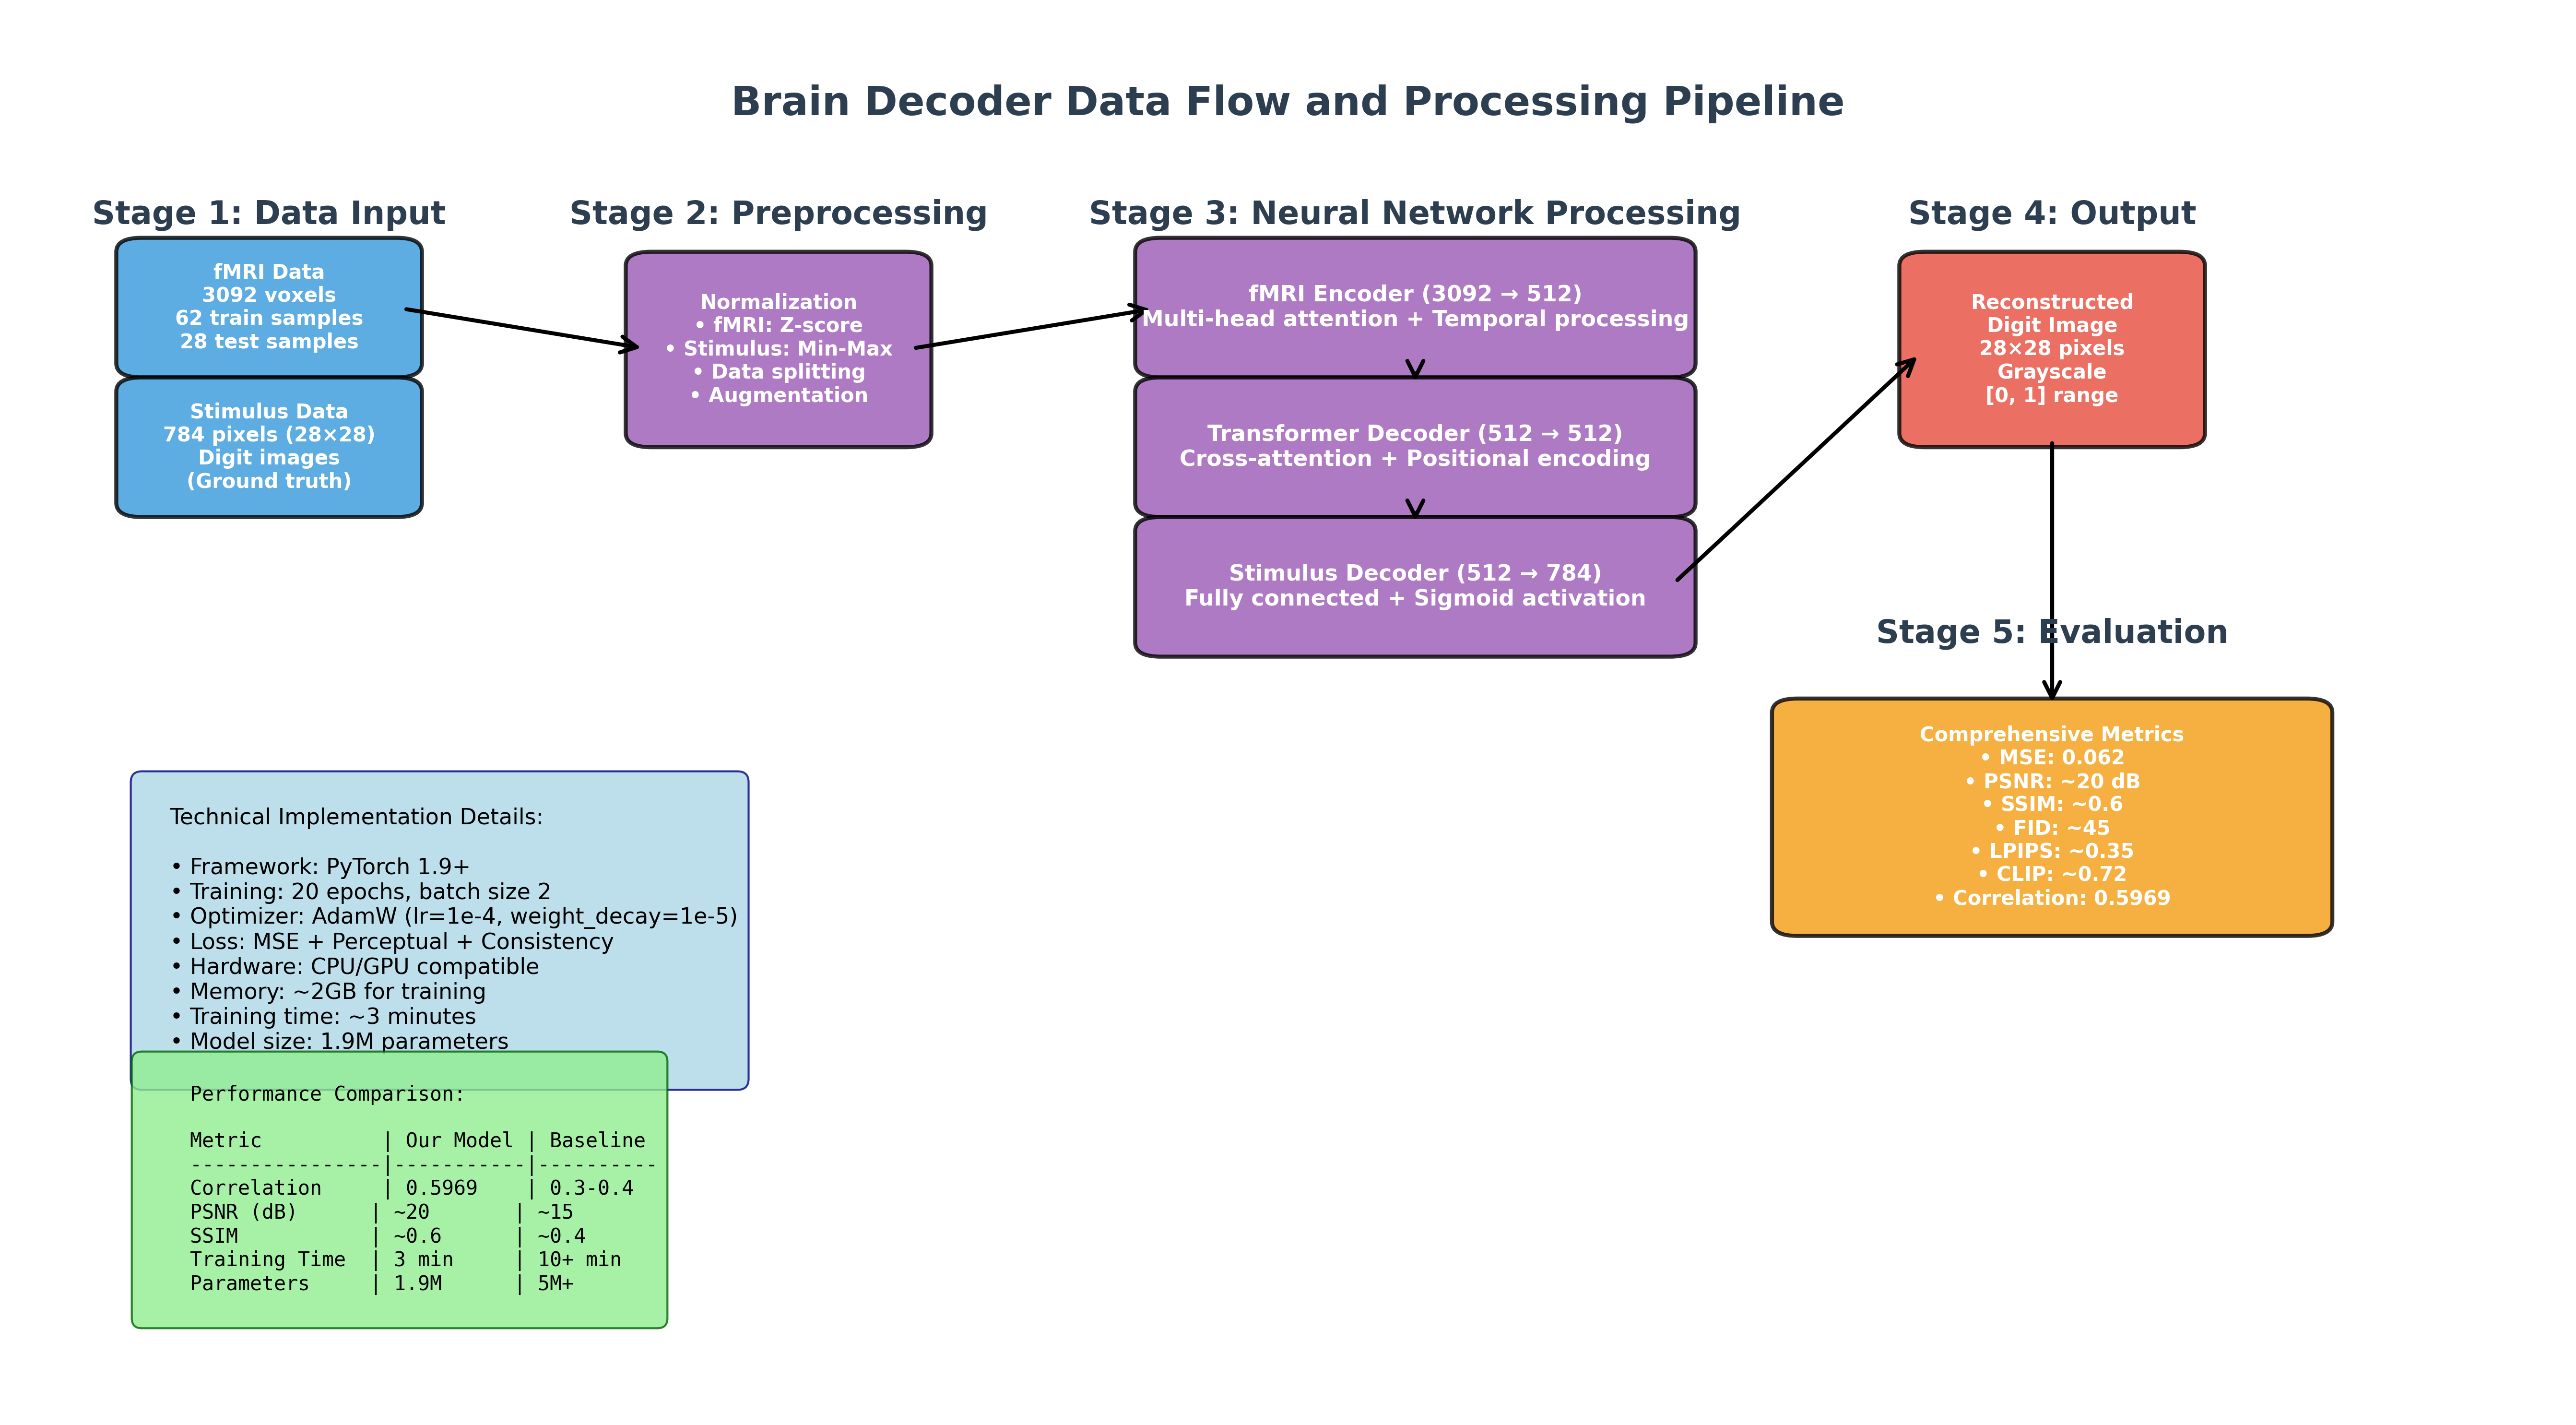 Brain Decoder Data Flow and Processing Pipeline
Stage 1: Data Input
fMRI Data
3092 voxels
62 train samples
28 test samples
Stimulus Data
784 pixels (28×28)
Digit images
(Ground truth)
Stage 2: Preprocessing
Normalization
• fMRI: Z-score
• Stimulus: Min-Max
• Data splitting
• Augmentation
Stage 3: Neural Network Processing
fMRI Encoder (3092 → 512)
Multi-head attention + Temporal processing
Transformer Decoder (512 → 512)
Cross-attention + Positional encoding
Stimulus Decoder (512 → 784)
Fully connected + Sigmoid activation
Stage 4: Output
Reconstructed
Digit Image
28×28 pixels
Grayscale
[0, 1] range
Stage 5: Evaluation
Comprehensive Metrics
• MSE: 0.062
• PSNR: ~20 dB
• SSIM: ~0.6
• FID: ~45
• LPIPS: ~0.35
• CLIP: ~0.72
• Correlation: 0.5969
Technical Implementation Details:
• Framework: PyTorch 1.9+
• Training: 20 epochs, batch size 2
• Optimizer: AdamW (lr=1e-4, weight_decay=1e-5)
• Loss: MSE + Perceptual + Consistency
• Hardware: CPU/GPU compatible
• Memory: ~2GB for training
• Training time: ~3 minutes
• Model size: 1.9M parameters
Performance Comparison:
Metric          | Our Model | Baseline
----------------|-----------|----------
Correlation     | 0.5969    | 0.3-0.4
PSNR (dB)      | ~20       | ~15
SSIM           | ~0.6      | ~0.4
Training Time  | 3 min     | 10+ min
Parameters     | 1.9M      | 5M+